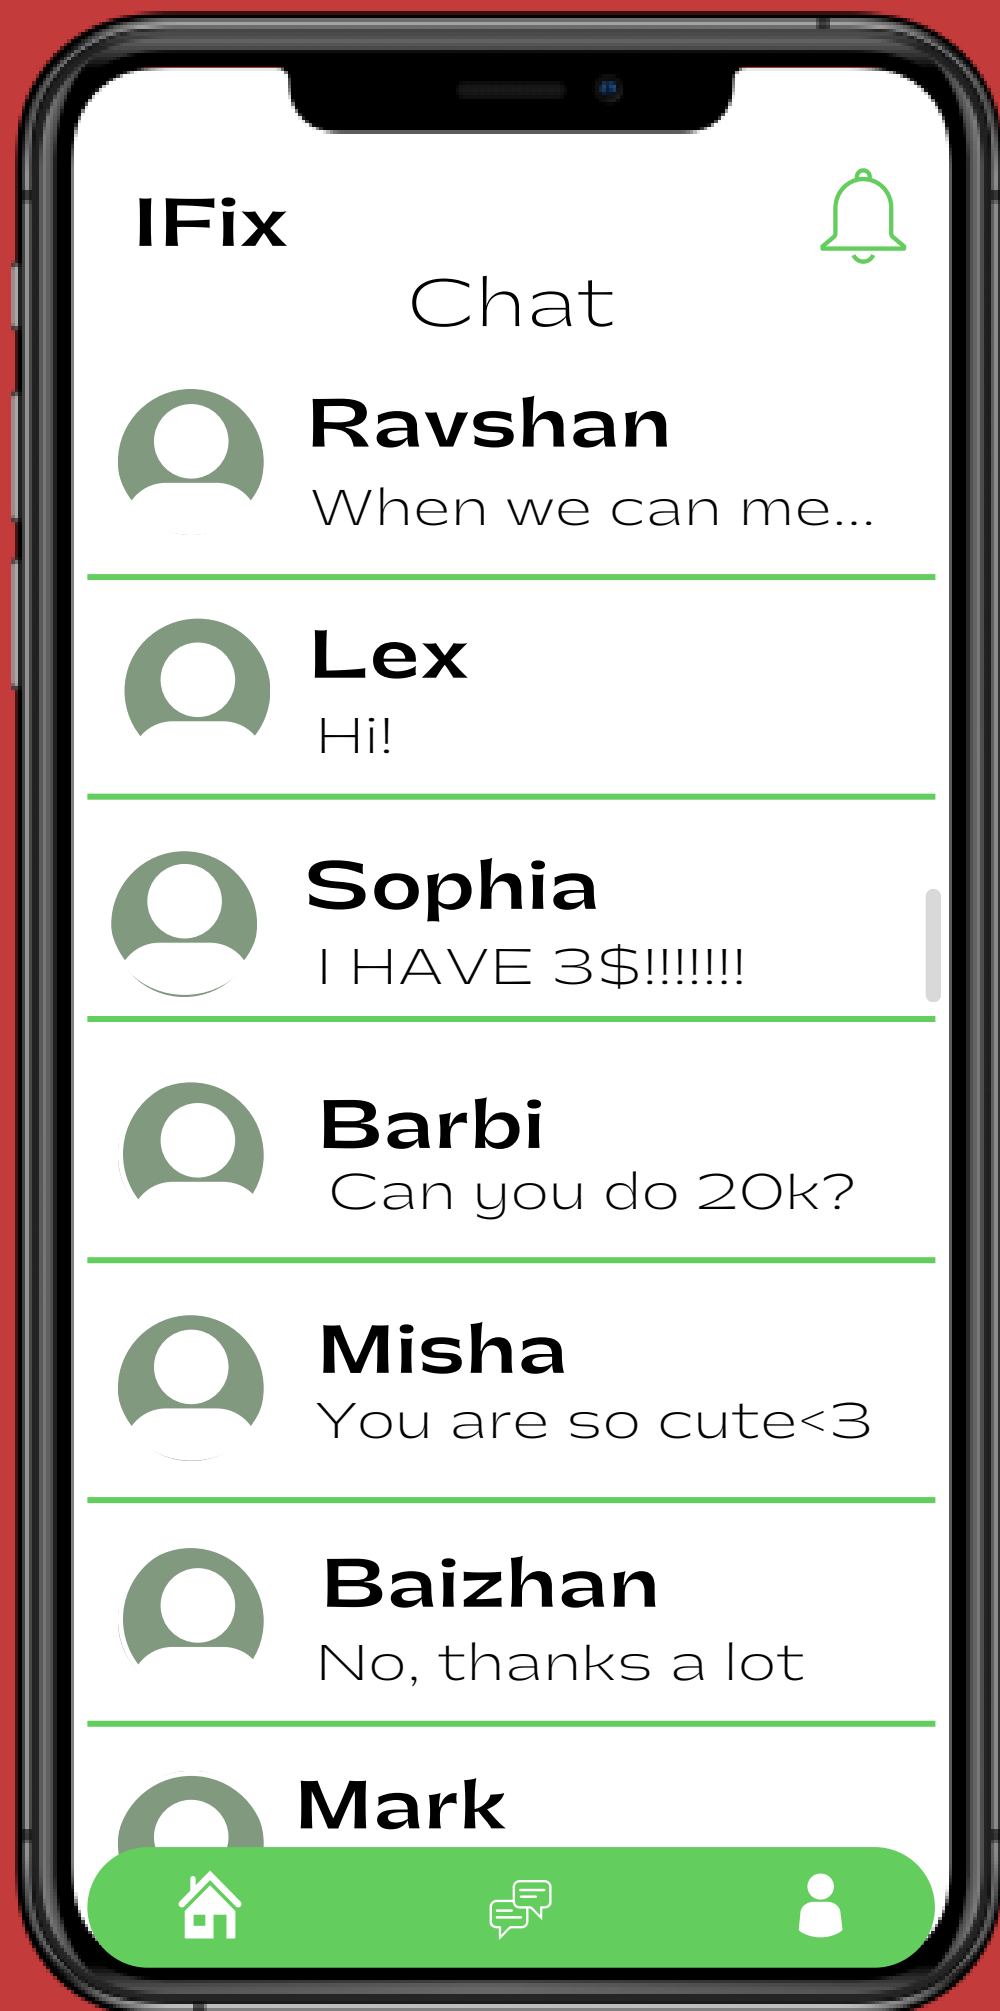 IFix
Chat
Ravshan
When we can me...
Lex
Hi!
Sophia
I HAVE 3$!!!!!!!
Barbi
Can you do 20k?
Misha
You are so cute<3
Baizhan
No, thanks a lot
Mark